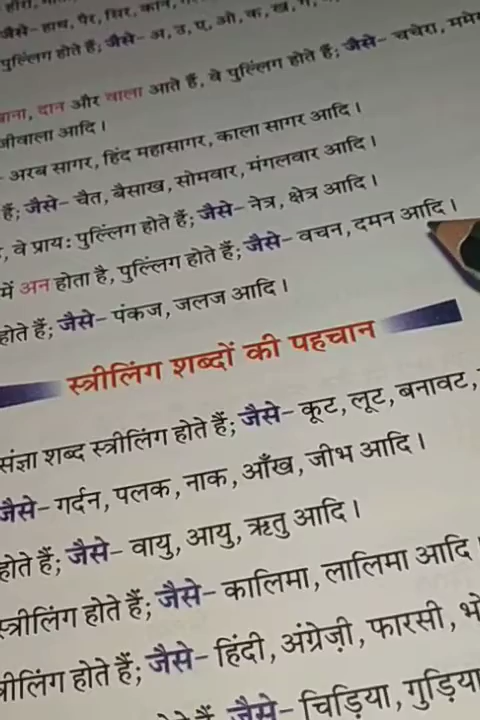 जैसे– हाथ, पैर, सिर, कान,
पुल्लिंग होते हैं; जैसे– अ, उ, ए, ओ, क, ख,
दान और वाला आते हैं, वे पुल्लिंग होते हैं; जैसे– चचेरा,
आदि।
अरब सागर, हिंद महासागर, काला सागर आदि।
हैं; जैसे– चैत, बैसाख, सोमवार, मंगलवार आदि।
वे प्राय: पुल्लिंग होते हैं; जैसे– नेत्र, क्षेत्र आदि।
में अन होता है, पुल्लिंग होते हैं; जैसे– वचन, दमन आदि।
होते हैं; जैसे– पंकज, जलज आदि।
स्त्रीलिंग शब्दों की पहचान
संज्ञा शब्द स्त्रीलिंग होते हैं; जैसे– कूट, लूट, बनावट,
जैसे– गर्दन, पलक, नाक, आँख, जीभ आदि।
होते हैं; जैसे– वायु, आयु, ऋतु आदि।
स्त्रीलिंग होते हैं; जैसे– कालिमा, लालिमा आदि
होते हैं; जैसे– हिंदी, अंग्रेज़ी, फारसी,
जैसे– चिड़िया, गुड़िया